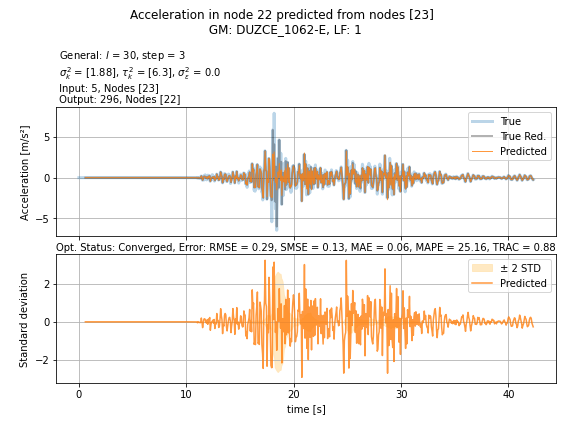 Acceleration in node 22 predicted from nodes [23]
GM: DUZCE_1062-E, LF: 1
General: l = 30, step = 3
σ²ₖ = [1.88], τ²ₖ = [6.3], σ²ε = 0.0
Input: 5, Nodes [23]
Output: 296, Nodes [22]
Acceleration [m/s²]
5
0
−5
True
True Red.
Predicted
Opt. Status: Converged, Error: RMSE = 0.29, SMSE = 0.13, MAE = 0.06, MAPE = 25.16, TRAC = 0.88
Standard deviation
2
0
−2
± 2 STD
Predicted
0 10 20 30 40
time [s]